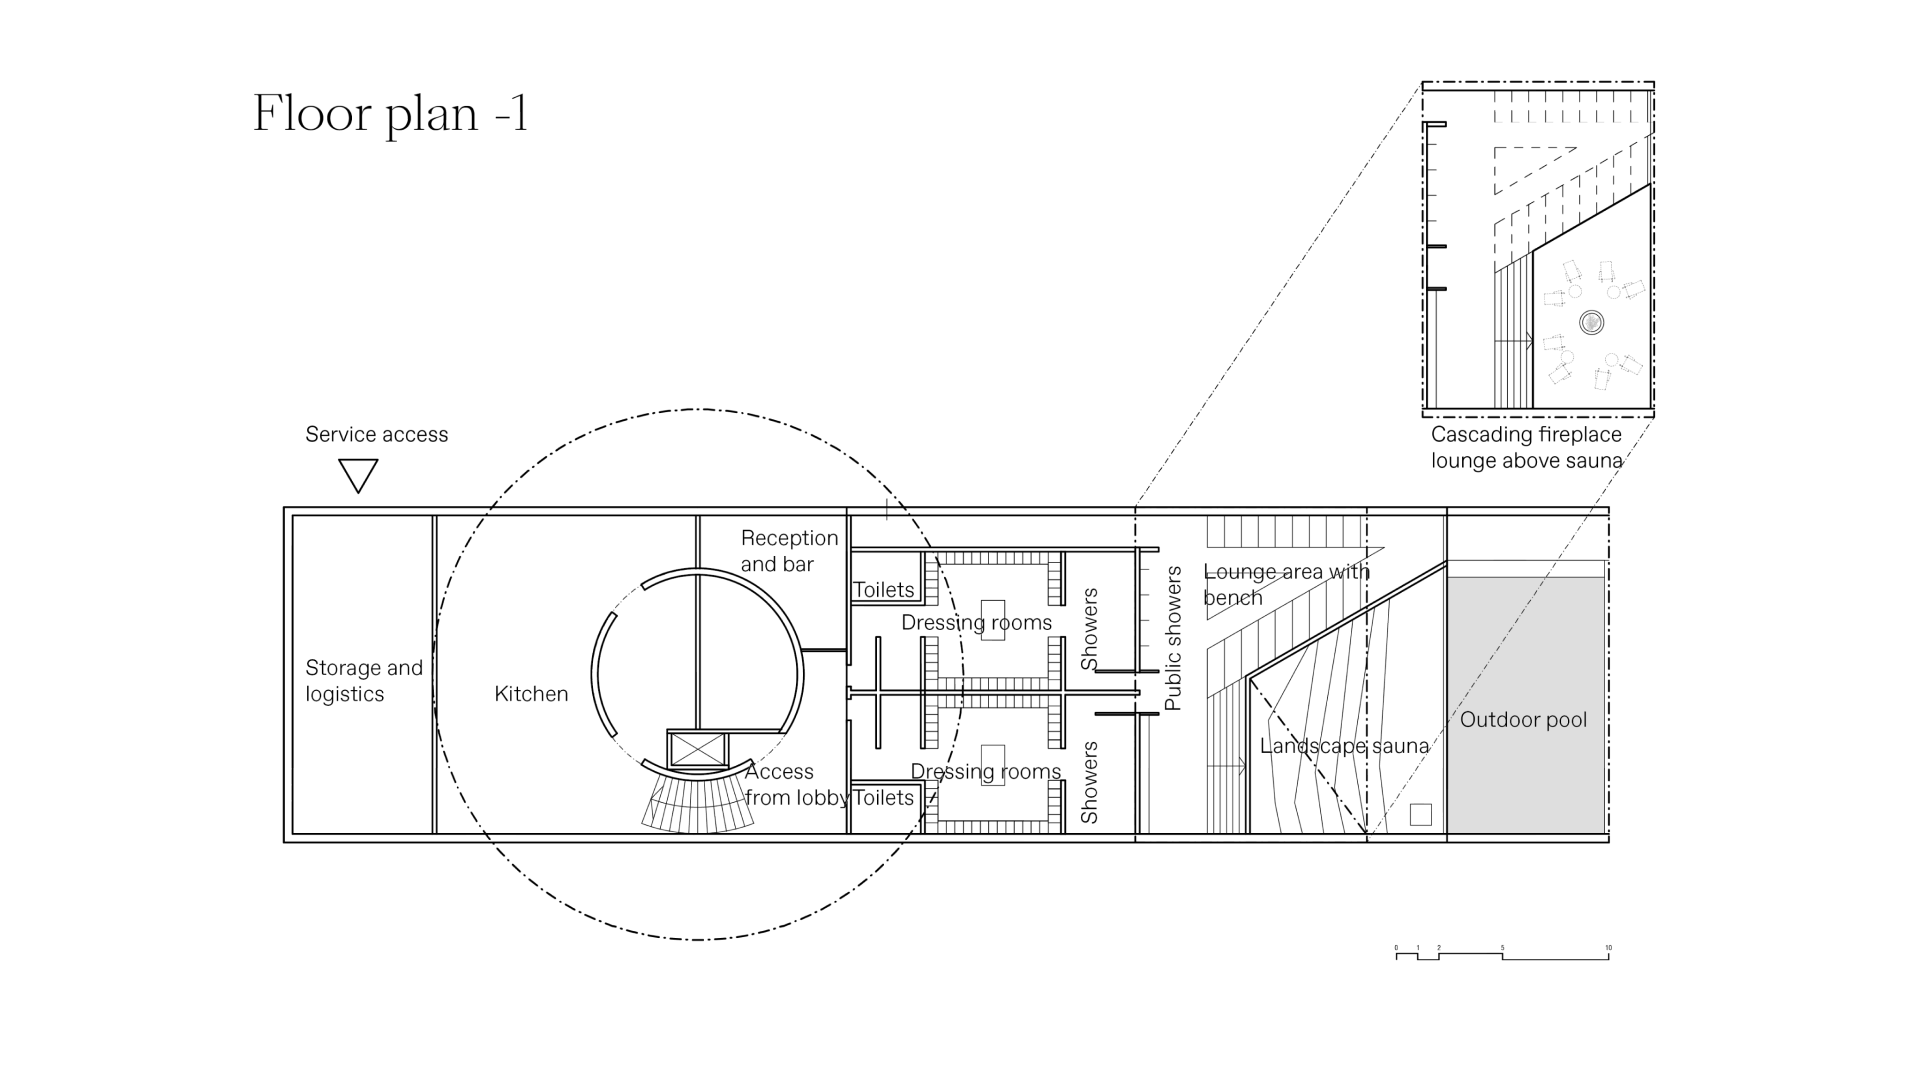 Floor plan -1
Cascading fireplace
lounge above sauna
Service access
Reception
and bar
Toilets
Dressing rooms
Showers
Public showers
Lounge area with
bench
Storage and
logistics
Kitchen
Outdoor pool
Landscape sauna
Access
from lobby
Toilets
Dressing rooms
Showers
0 1 2 5 10